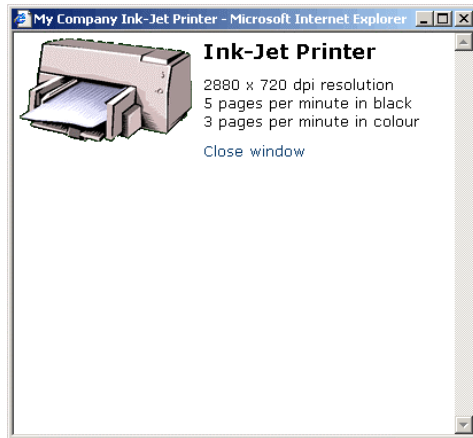 My Company Ink-Jet Printer - Microsoft Internet Explorer
Ink-Jet Printer
2880 x 720 dpi resolution
5 pages per minute in black
3 pages per minute in colour
Close window